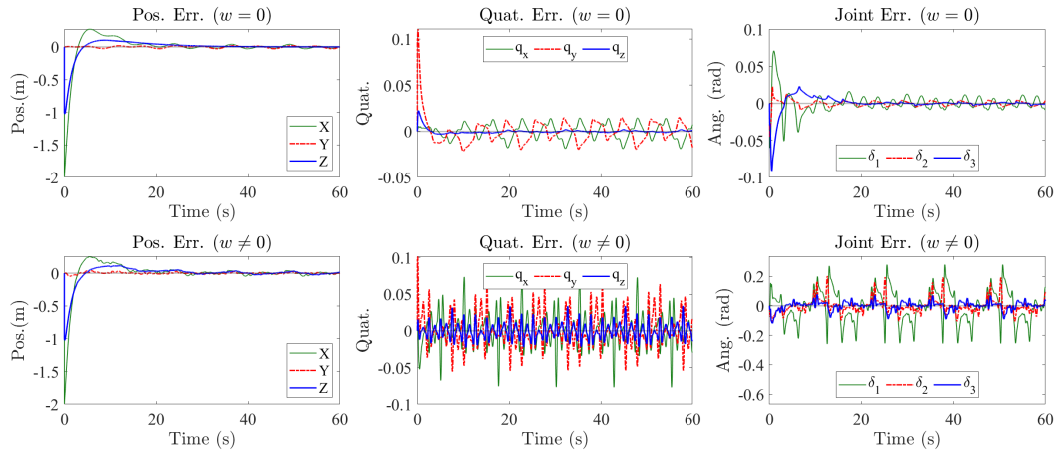 Pos. Err. (w = 0)
Pos.(m)
0
-0.5
-1
-1.5
-2
X
Y
Z
0 20 40 60
Time (s)
Quat. Err. (w = 0)
Quat.
0.1
0.05
0
-0.05
q_x q_y q_z
0 20 40 60
Time (s)
Joint Err. (w = 0)
Ang. (rad)
0.1
0.05
0
-0.05
-0.1
δ_1 δ_2 δ_3
0 20 40 60
Time (s)
Pos. Err. (w ≠ 0)
Pos.(m)
0
-0.5
-1
-1.5
-2
X
Y
Z
0 20 40 60
Time (s)
Quat. Err. (w ≠ 0)
Quat.
0.1
0.05
0
-0.05
-0.1
q_x q_y q_z
0 20 40 60
Time (s)
Joint Err. (w ≠ 0)
Ang. (rad)
0.2
0
-0.2
-0.4
-0.6
δ_1 δ_2 δ_3
0 20 40 60
Time (s)